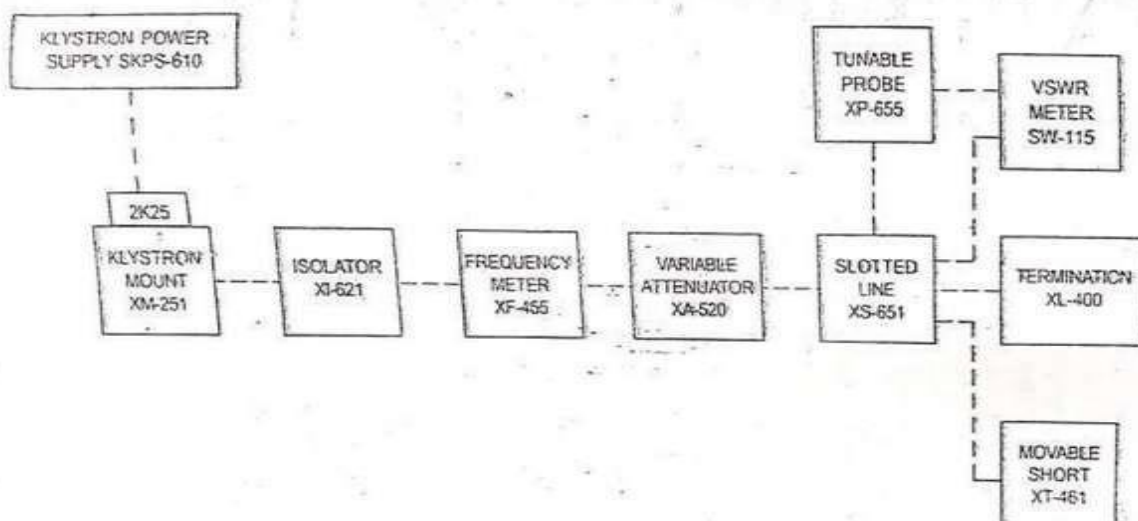 KLYSTRON POWER
SUPPLY SKPS-610
2K25
KLYSTRON
MOUNT
XM-251
ISOLATOR
XI-621
FREQUENCY
METER
XF-455
VARIABLE
ATTENUATOR
XA-520
TUNABLE
PROBE
XP-655
SLOTTED
LINE
XS-651
VSWR
METER
SW-115
TERMINATION
XL-400
MOVABLE
SHORT
XT-461